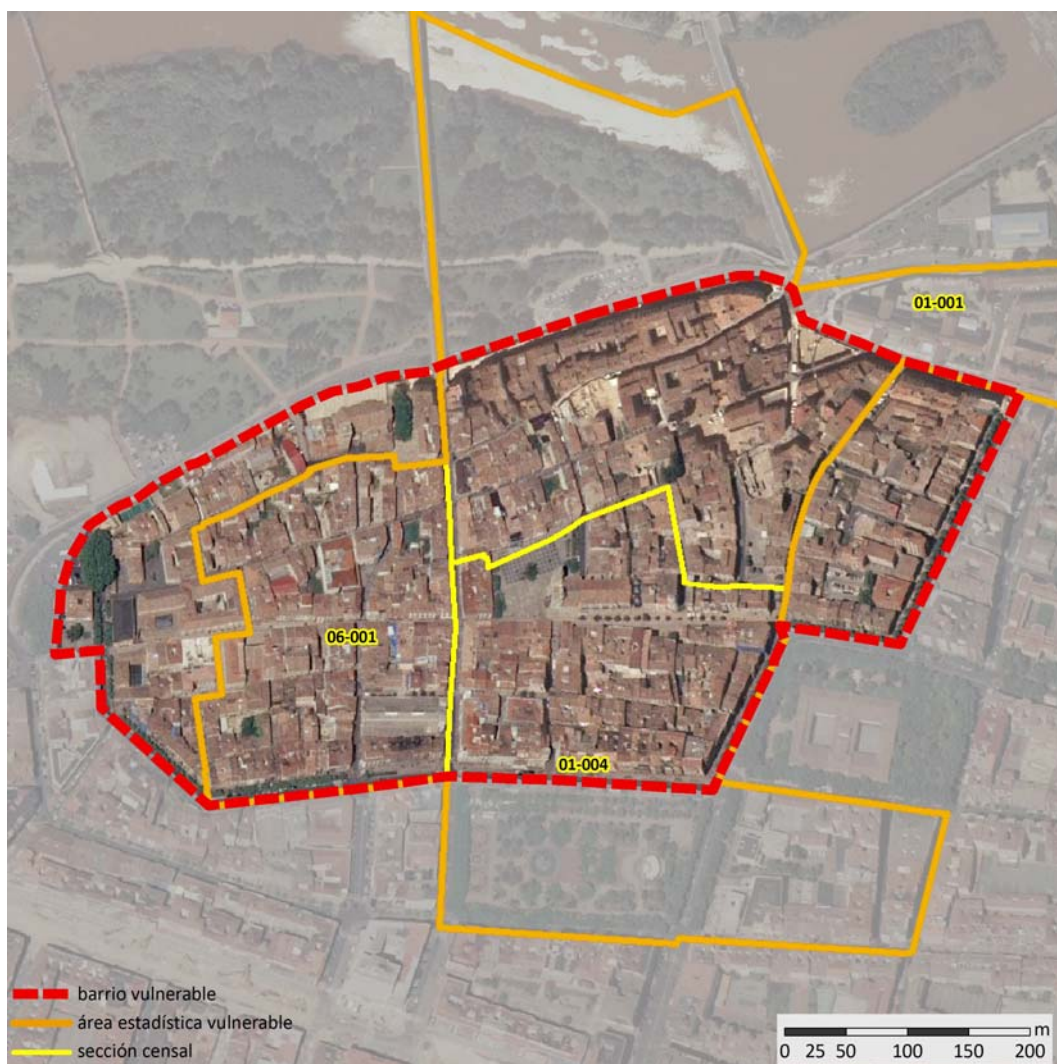 01-001
06-001
01-004
barrio vulnerable
área estadística vulnerable
sección censal
m
0 25 50 100 150 200